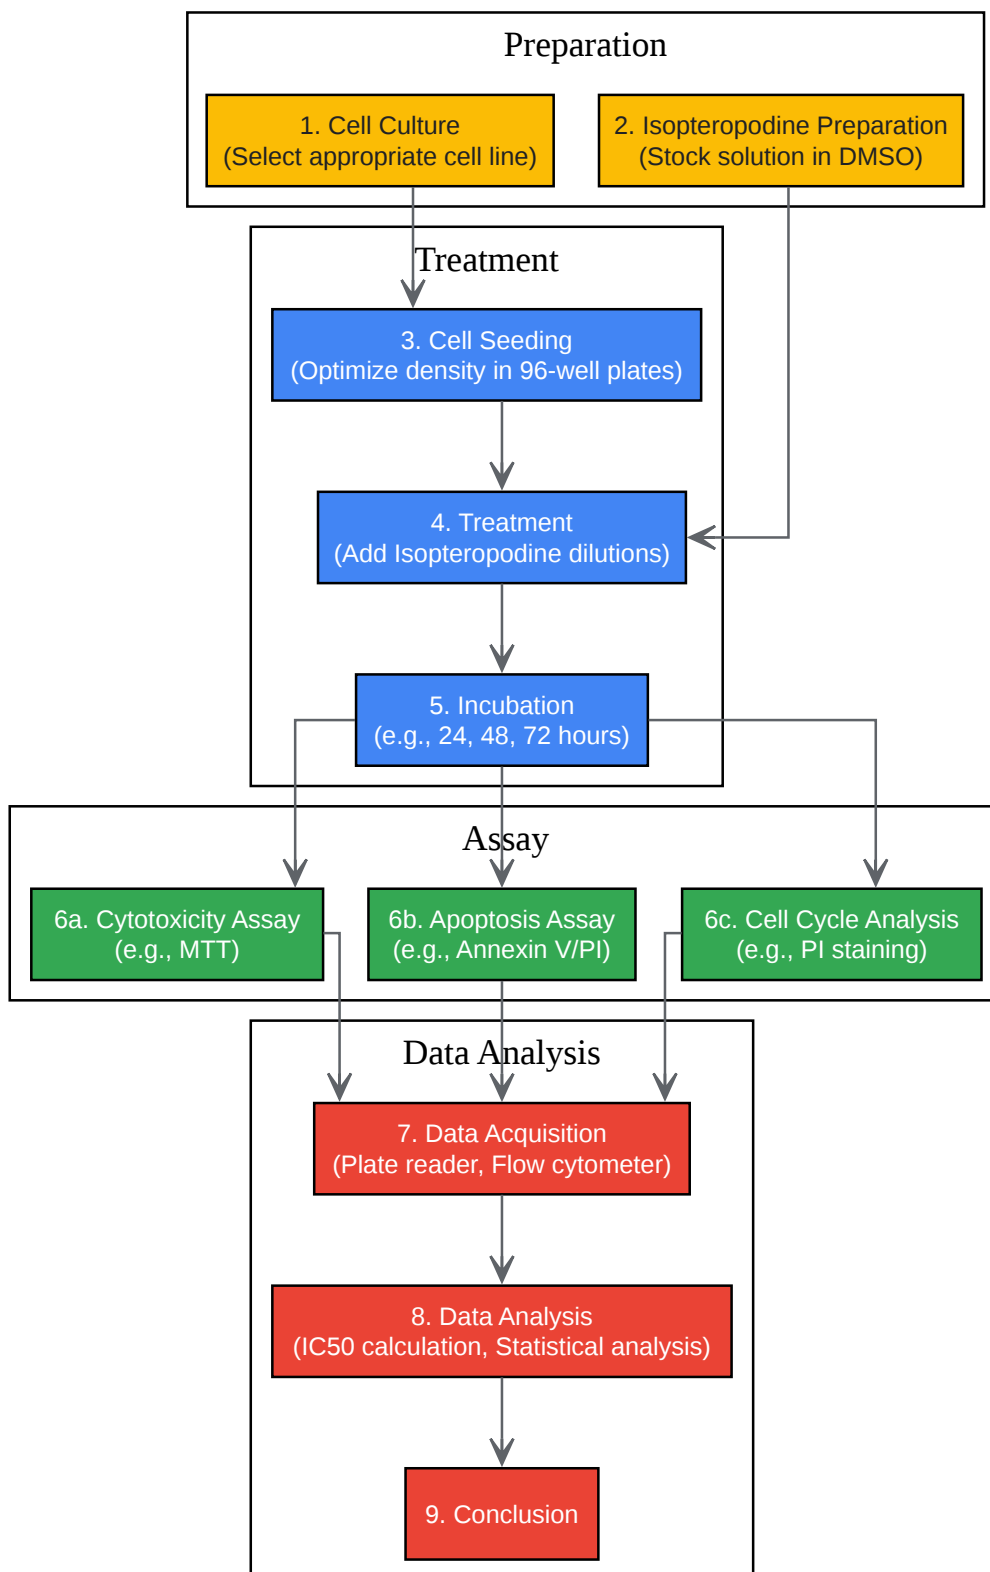 Preparation
1. Cell Culture
(Select appropriate cell line)
2. Isopteropodine Preparation
(Stock solution in DMSO)
Treatment
3. Cell Seeding
(Optimize density in 96-well plates)
4. Treatment
(Add Isopteropodine dilutions)
5. Incubation
(e.g., 24, 48, 72 hours)
Assay
6a. Cytotoxicity Assay
(e.g., MTT)
6b. Apoptosis Assay
(e.g., Annexin V/PI)
6c. Cell Cycle Analysis
(e.g., PI staining)
Data Analysis
7. Data Acquisition
(Plate reader, Flow cytometer)
8. Data Analysis
(IC50 calculation, Statistical analysis)
9. Conclusion